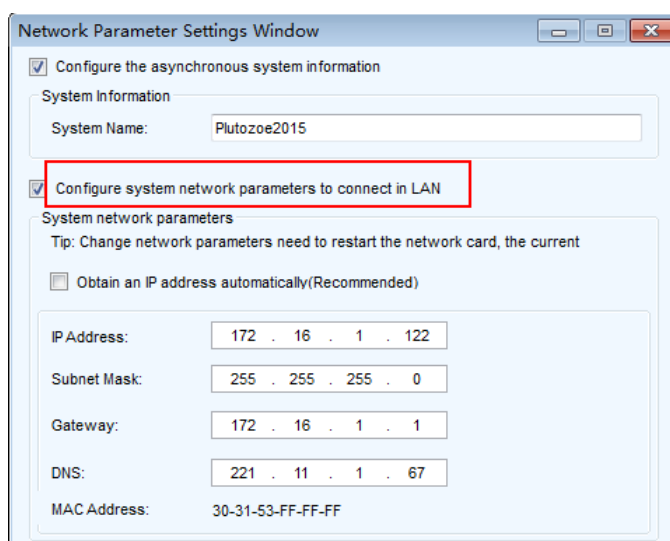 Network Parameter Settings Window
Configure the asynchronous system information
System Information
System Name: Plutozoe2015
Configure system network parameters to connect in LAN
System network parameters
Tip: Change network parameters need to restart the network card, the current
Obtain an IP address automatically(Recommended)
IP Address: 172 . 16 . 1 . 122
Subnet Mask: 255 . 255 . 255 . 0
Gateway: 172 . 16 . 1 . 1
DNS: 221 . 11 . 1 . 67
MAC Address: 30-31-53-FF-FF-FF